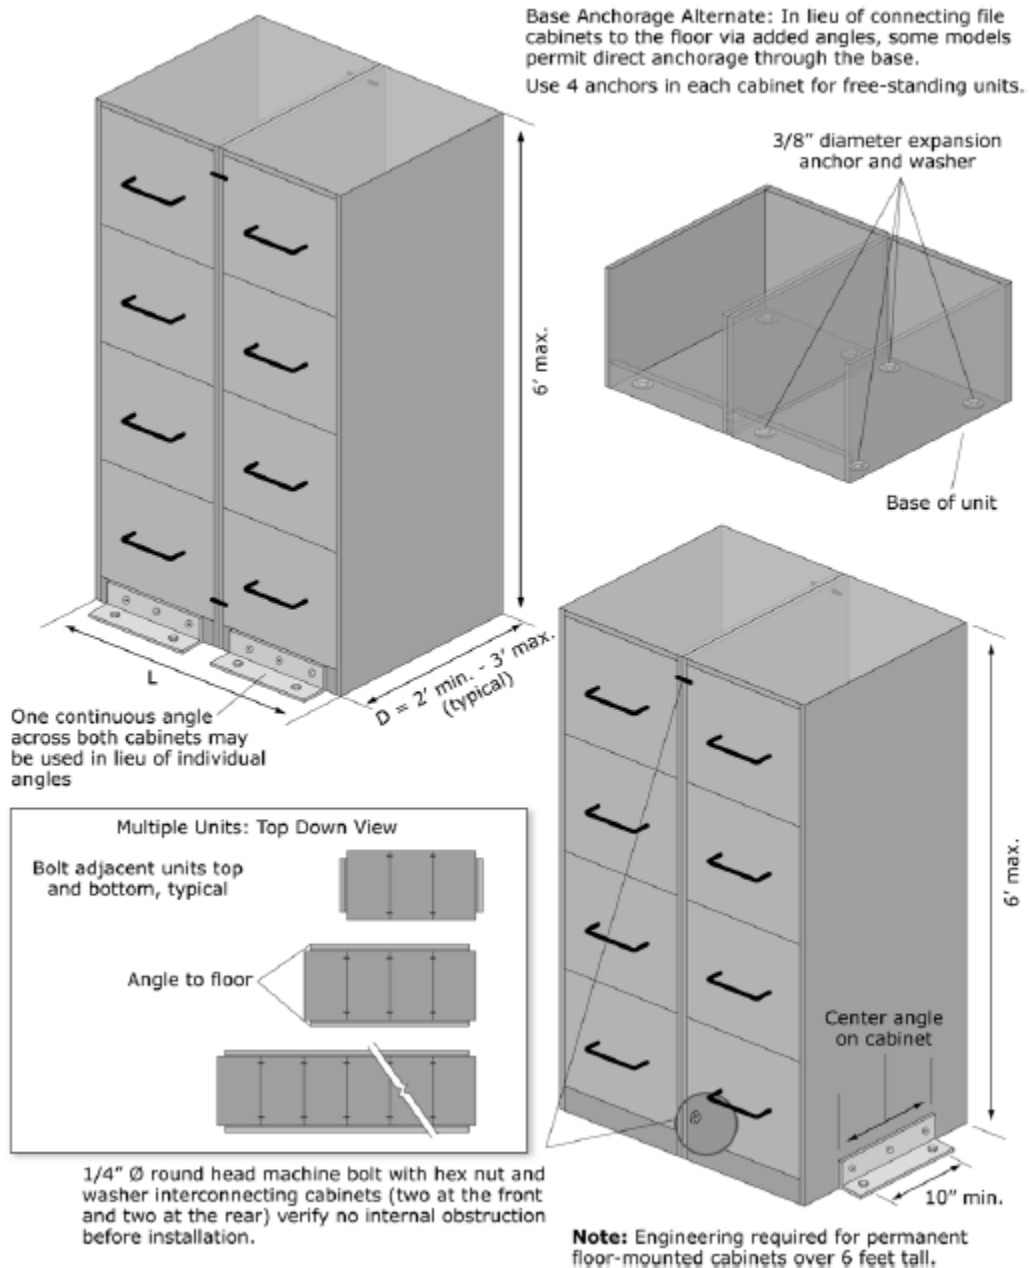 Base Anchorage Alternate: In lieu of connecting file
cabinets to the floor via added angles, some models
permit direct anchorage through the base.
Use 4 anchors in each cabinet for free-standing units.
3/8" diameter expansion
anchor and washer
6' max.
Base of unit
D = 2' min. - 3' max.
(typical)
L
One continuous angle
across both cabinets may
be used in lieu of individual
angles
Multiple Units: Top Down View
Bolt adjacent units top
and bottom, typical
Angle to floor
6' max.
Center angle
on cabinet
10" min.
1/4" Ø round head machine bolt with hex nut and
washer interconnecting cabinets (two at the front
and two at the rear) verify no internal obstruction
before installation.
Note: Engineering required for permanent
floor-mounted cabinets over 6 feet tall.